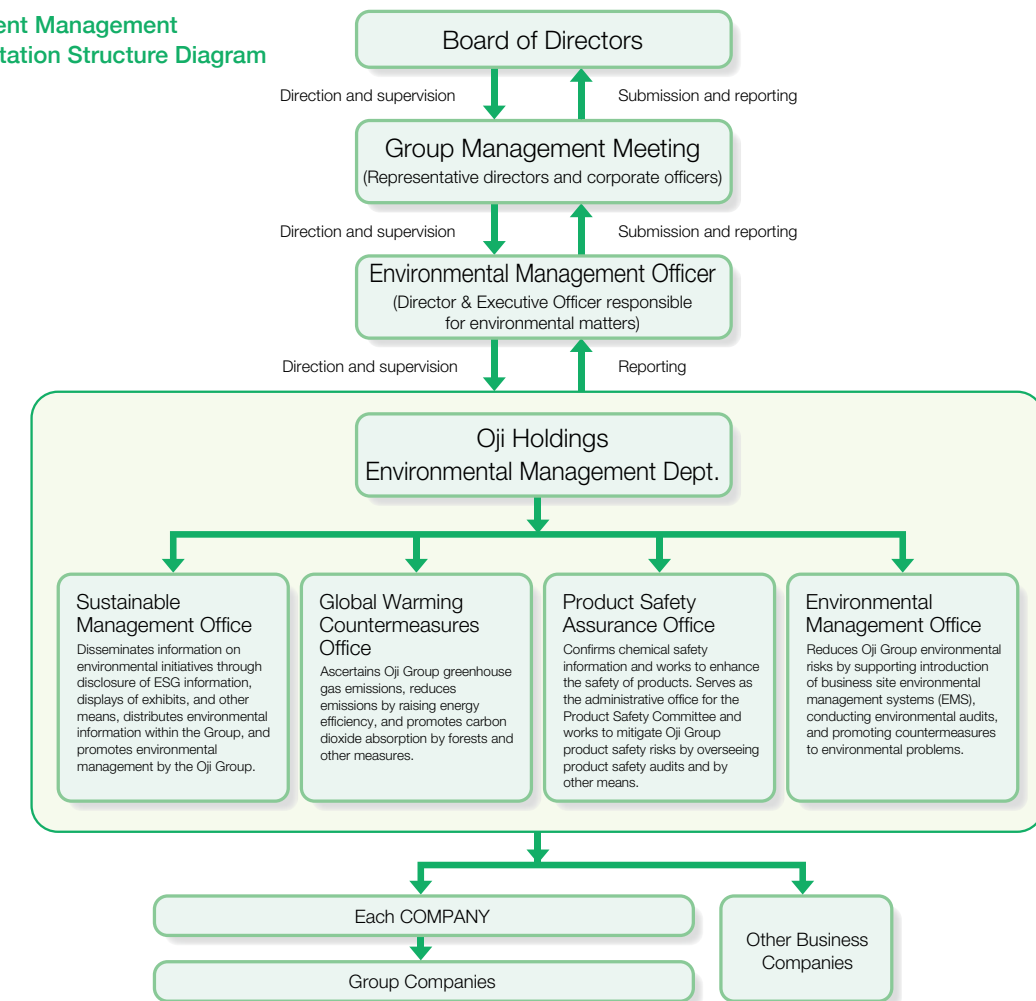 ent Management
tation Structure Diagram
Board of Directors
Direction and supervision
Submission and reporting
Group Management Meeting
(Representative directors and corporate officers)
Direction and supervision
Submission and reporting
Environmental Management Officer
(Director & Executive Officer responsible
for environmental matters)
Direction and supervision
Reporting
Oji Holdings
Environmental Management Dept.
Sustainable
Management Office
Disseminates information on
environmental initiatives through
disclosure of ESG information,
displays of exhibits, and other
means, distributes environmental
information within the Group, and
promotes environmental
management by the Oji Group.
Global Warming
Countermeasures
Office
Ascertains Oji Group greenhouse
gas emissions, reduces
emissions by raising energy
efficiency, and promotes carbon
dioxide absorption by forests and
other measures.
Product Safety
Assurance Office
Confirms chemical safety
information and works to enhance
the safety of products. Serves as
the administrative office for the
Product Safety Committee and
works to mitigate Oji Group
product safety risks by overseeing
product safety audits and by
other means.
Environmental
Management Office
Reduces Oji Group environmental
risks by supporting introduction
of business site environmental
management systems (EMS),
conducting environmental audits,
and promoting countermeasures
to environmental problems.
Each COMPANY
Group Companies
Other Business
Companies